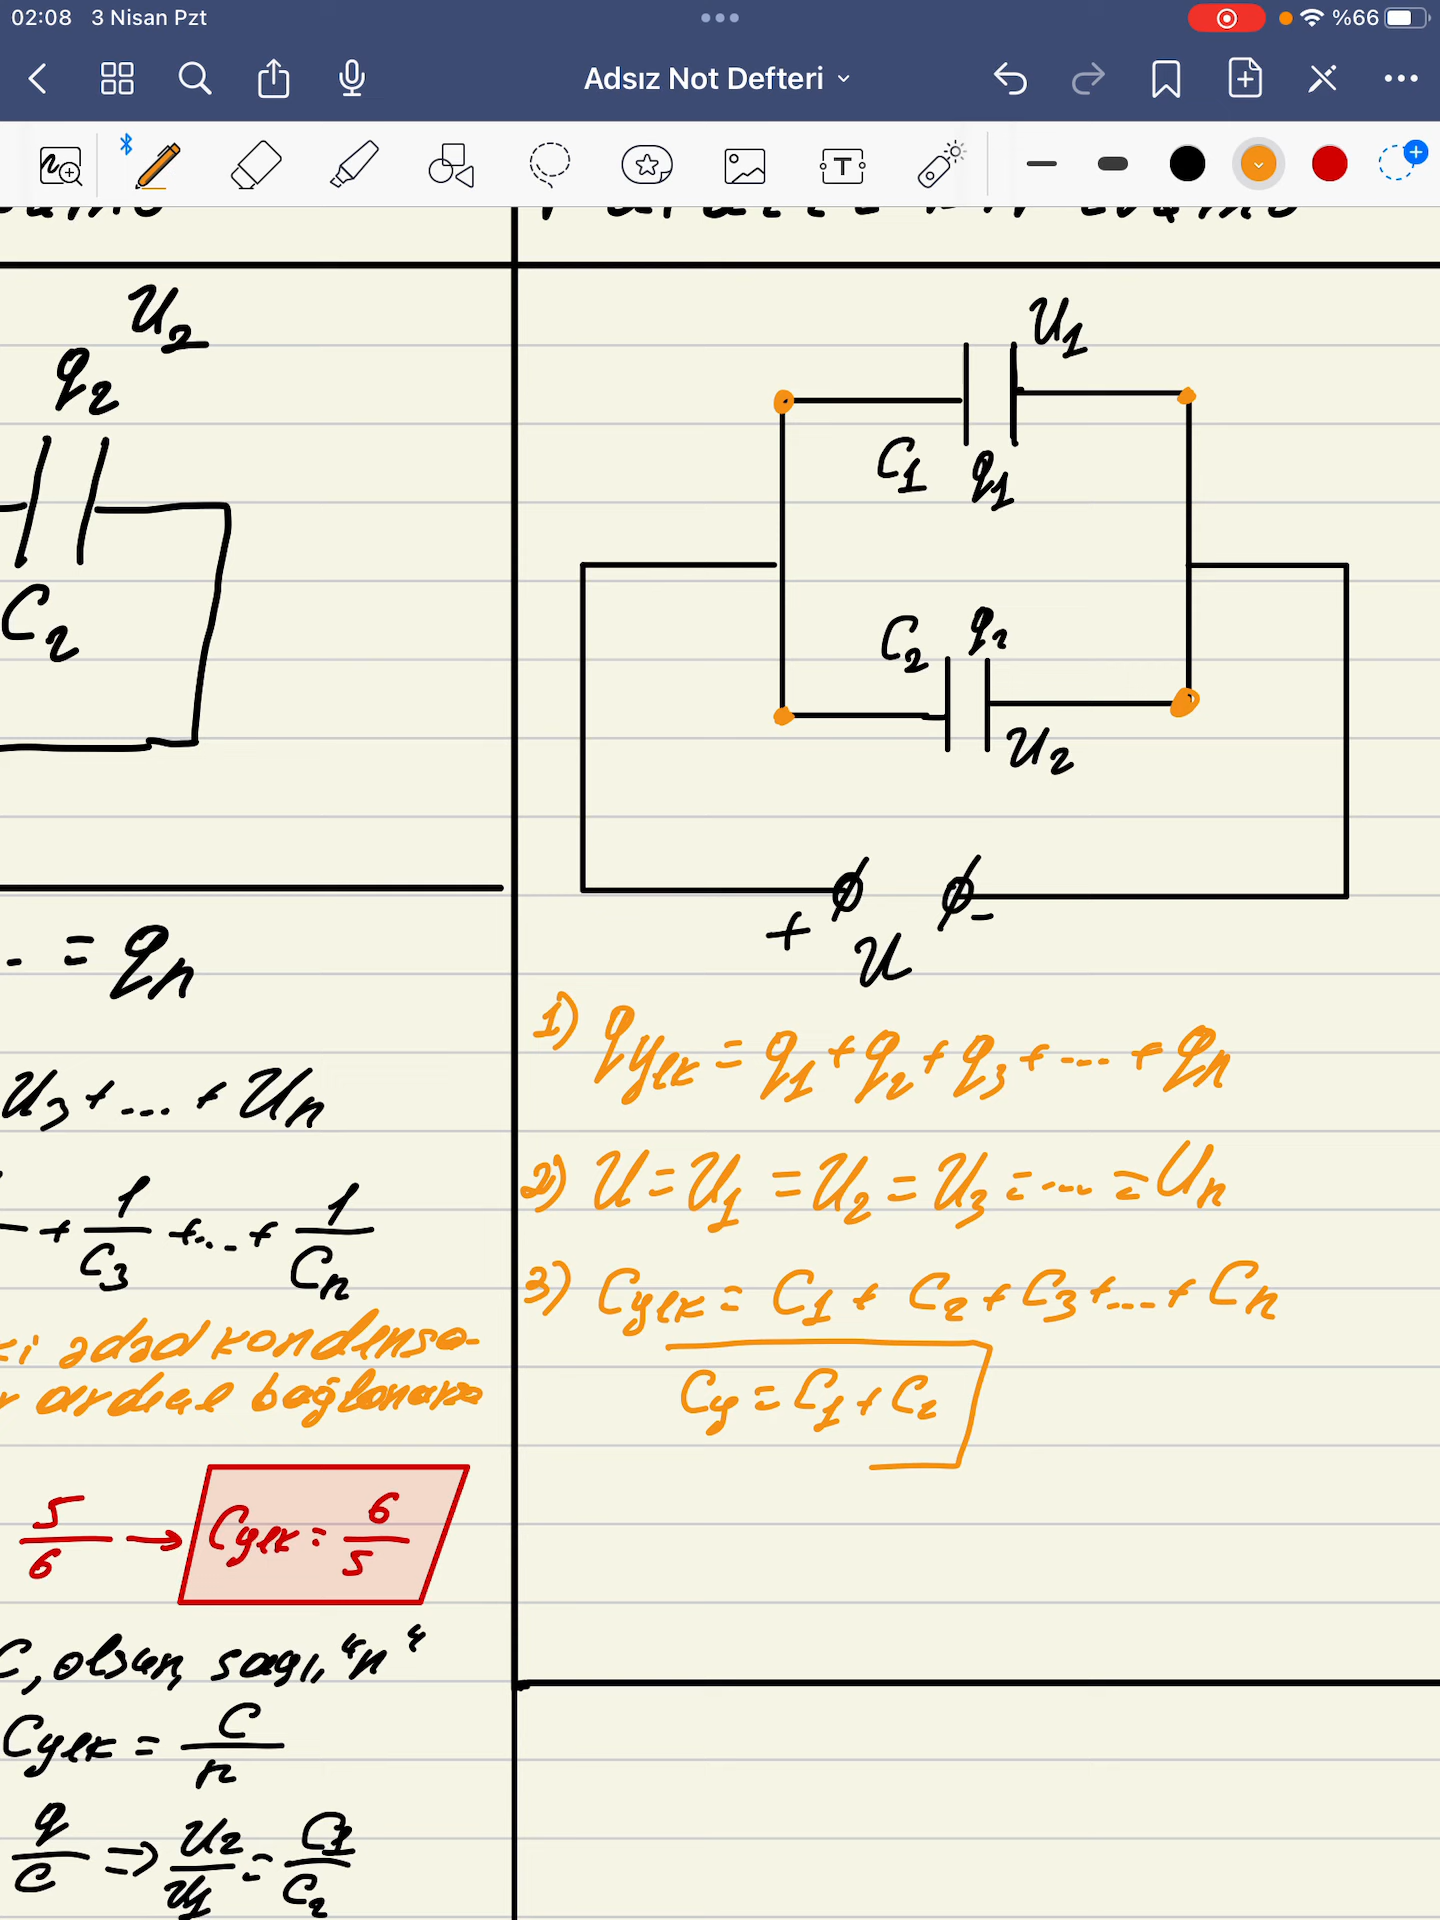 02:08 3 Nisan Pzt
%66
Adsız Not Defteri
U₂
q₂
C₂
- = qₙ
U₃ + ... + Uₙ
+ 1/C₃ + ... + 1/Cₙ
ədəd kondensa-
ardıcıl bağlanarsa
5/6 → Cyek = 6/5
C, olsun, sayı, "n"
Cyek = C/n
q/C ⇒ U₂/U₁ = C₁/C₂
U₁
C₁ q₁
C₂ q₂
U₂
+ -
U
1) qyek = q₁ + q₂ + q₃ + ... + qₙ
2) U = U₁ = U₂ = U₃ = ... = Uₙ
3) Cyek = C₁ + C₂ + C₃ + ... + Cₙ
Cy = C₁ + C₂